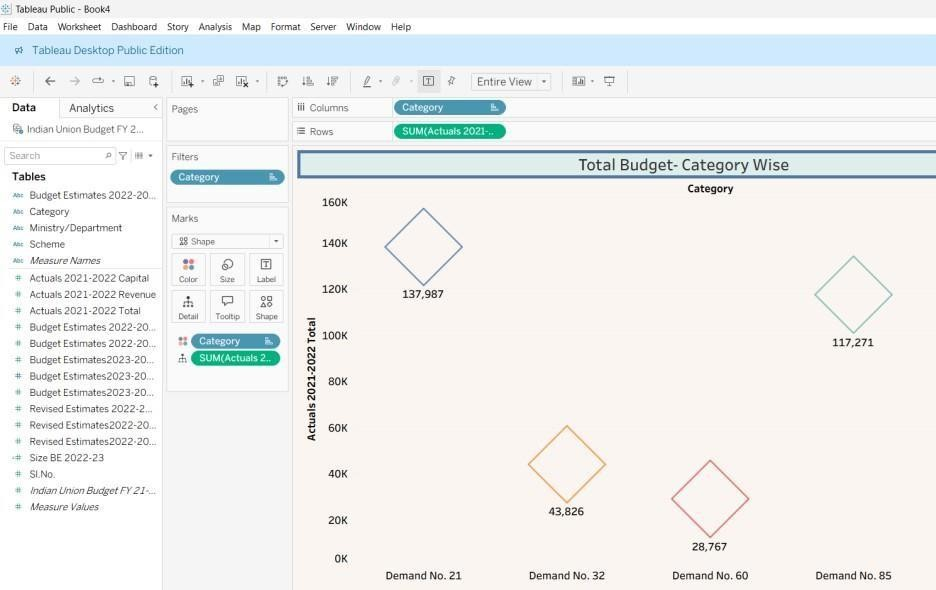 Tableau Public - Book4
File Data Worksheet Dashboard Story Analysis Map Format Server Window Help
Tableau Desktop Public Edition
Entire View
Data Analytics
Indian Union Budget FY 2...
Search
Tables
Abc Budget Estimates 2022-20...
Abc Category
Abc Ministry/Department
Abc Scheme
Abc Measure Names
# Actuals 2021-2022 Capital
# Actuals 2021-2022 Revenue
# Actuals 2021-2022 Total
# Budget Estimates 2022-20...
# Budget Estimates 2022-20...
# Budget Estimates2023-20...
# Budget Estimates2023-20...
# Budget Estimates2023-20...
# Revised Estimates 2022-2...
# Revised Estimates2022-20...
# Revised Estimates2022-20...
=# Size BE 2022-23
# Sl.No.
# Indian Union Budget FY 21-...
# Measure Values
Pages
Filters
Category
Marks
Shape
Color Size Label
Detail Tooltip Shape
Category
SUM(Actuals 2..
Columns Category
Rows SUM(Actuals 2021-..
Total Budget- Category Wise
Category
Actuals 2021-2022 Total
160K
140K
120K
100K
80K
60K
40K
20K
0K
137,987
117,271
43,826
28,767
Demand No. 21 Demand No. 32 Demand No. 60 Demand No. 85